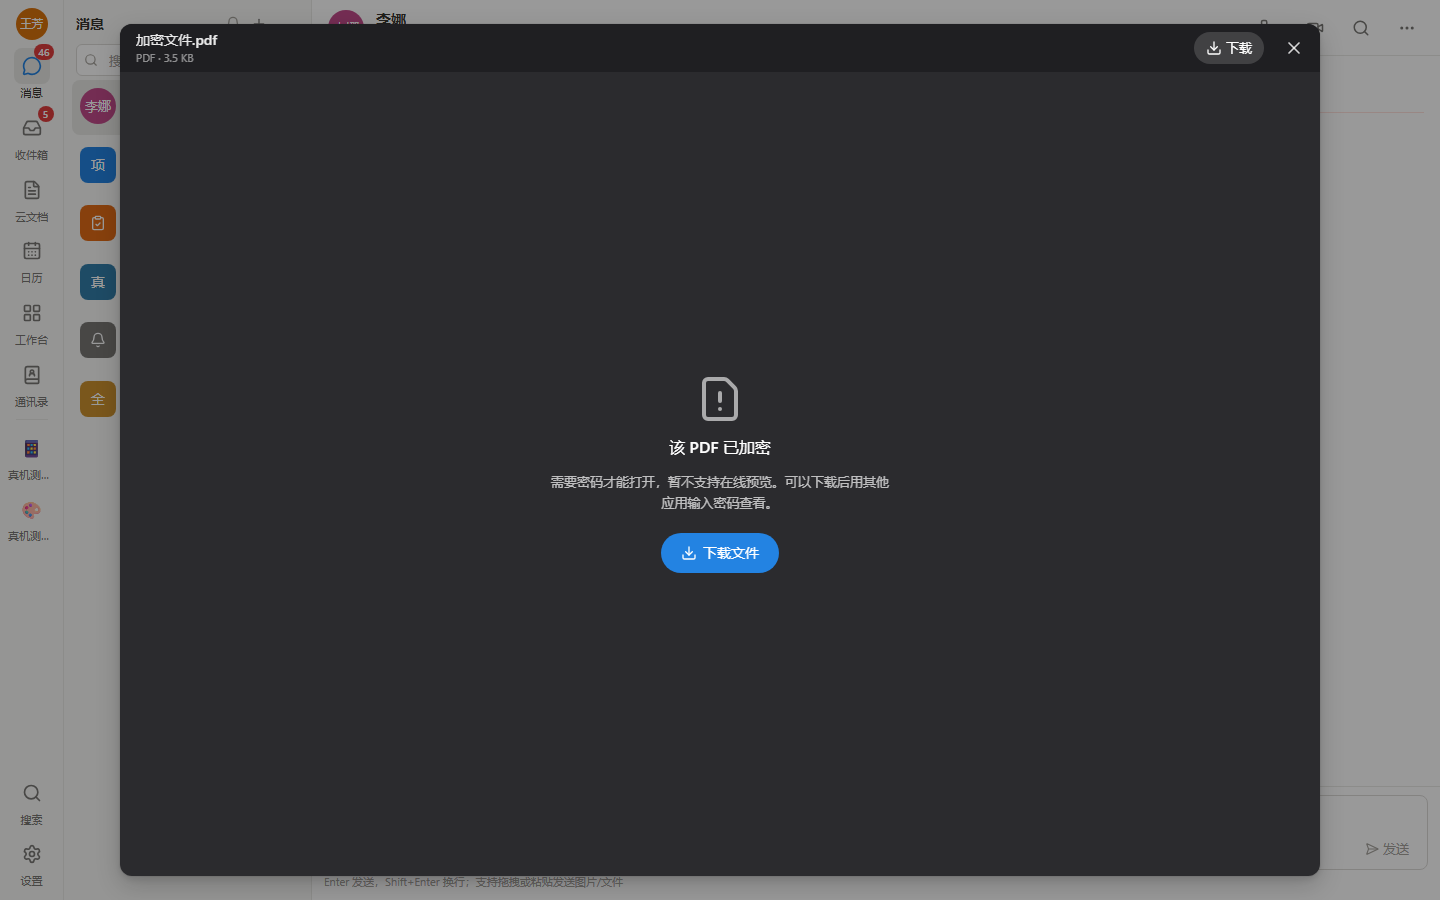 王芳
消息
李娜
46
消息
5
收件箱
云文档
日历
工作台
通讯录
真机测...
真机测...
搜索
设置
搜
李娜
项
真
全
加密文件.pdf
PDF · 3.5 KB
下载
该 PDF 已加密
需要密码才能打开，暂不支持在线预览。可以下载后用其他
应用输入密码查看。
下载文件
发送
Enter 发送，Shift+Enter 换行；支持拖拽或粘贴发送图片/文件